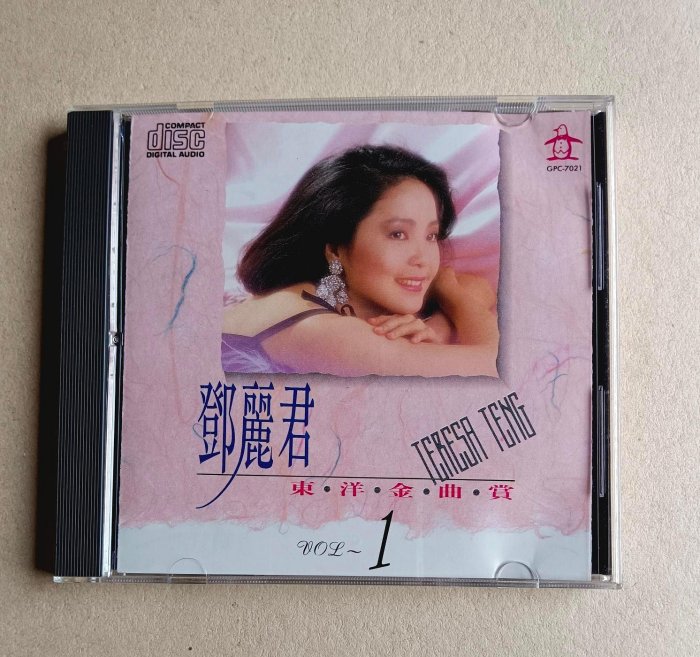 COMPACT
disc
DIGITAL AUDIO
GPC-7021
鄧麗君
TERESA TENG
東·洋·金·曲·賞
VOL~ 1